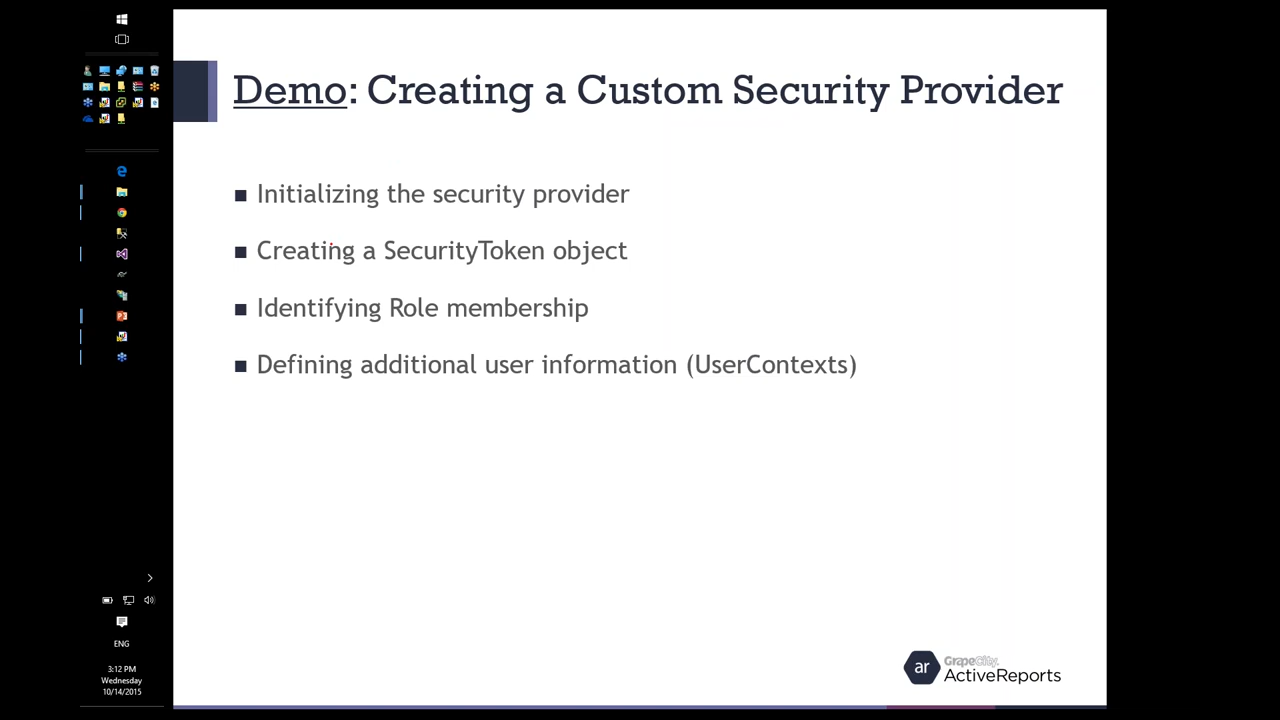 Demo: Creating a Custom Security Provider
Initializing the security provider
Creating a SecurityToken object
Identifying Role membership
Defining additional user information (UserContexts)
ENG
3:12 PM
Wednesday
10/14/2015
ar
GrapeCity
ActiveReports